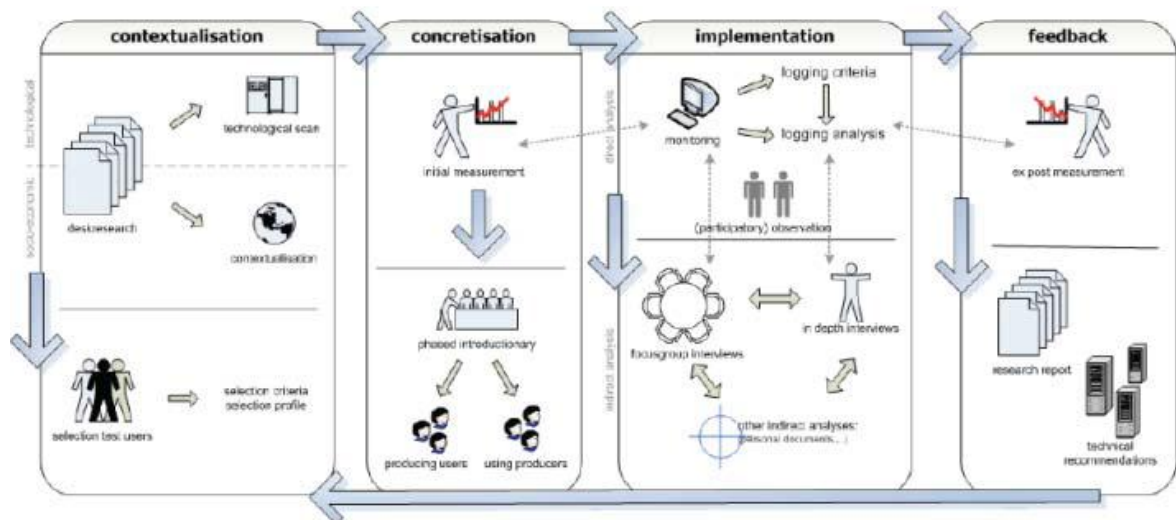 contextualisation
technological
socio-economic
technological scan
deskresearch
contextualisation
selection test users
selection criteria
selection profile
concretisation
initial measurement
phased introductionary
producing users
using producers
implementation
direct analysis
indirect analysis
monitoring
logging criteria
logging analysis
(participatory) observation
focusgroup interviews
in depth interviews
other indirect analyses:
(personal documents...)
feedback
ex post measurement
research report
technical
recommendations